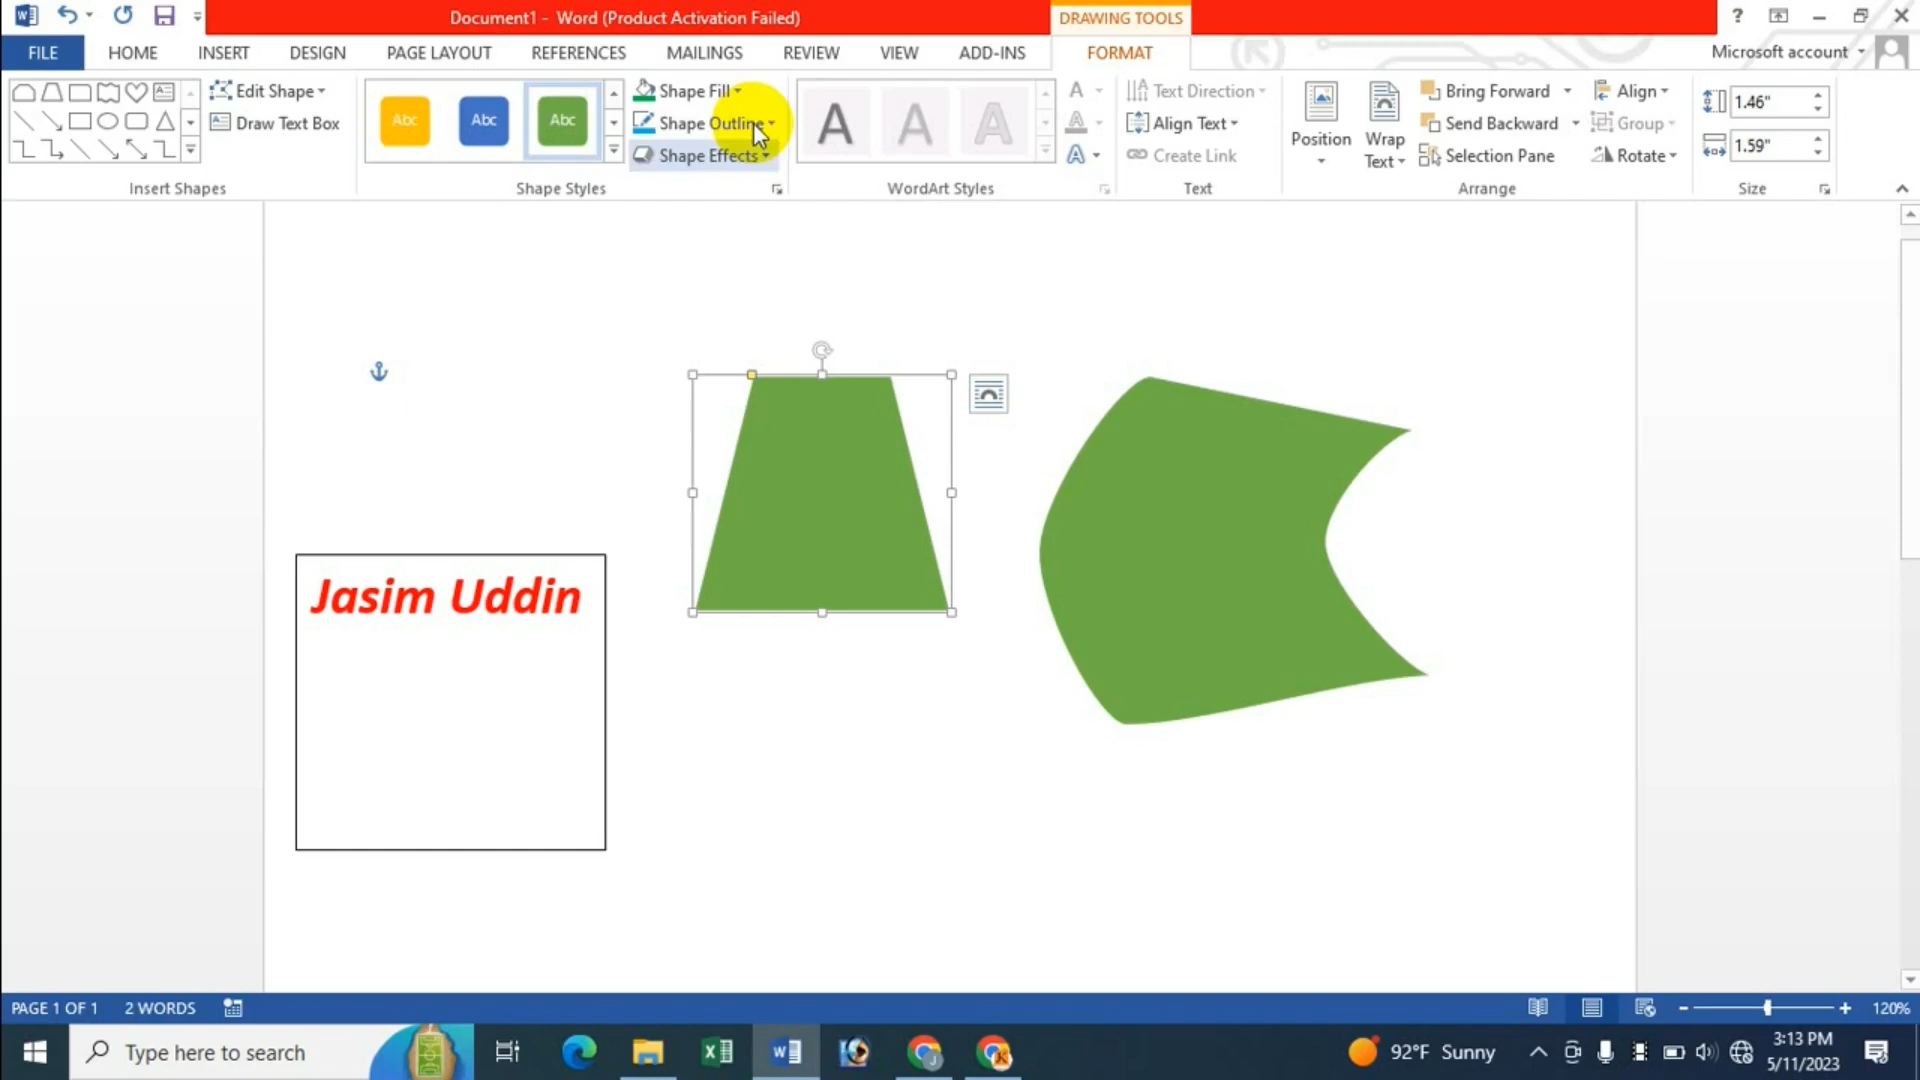 Document1 - Word (Product Activation Failed)
DRAWING TOOLS
?
FILE HOME INSERT DESIGN PAGE LAYOUT REFERENCES MAILINGS REVIEW VIEW ADD-INS FORMAT Microsoft account
Edit Shape
Draw Text Box
Insert Shapes
Abc Abc Abc
Shape Fill
Shape Outline
Shape Effects
Shape Styles
A A A
WordArt Styles
A
A
A
Text Direction
Align Text
Create Link
Text
Position
Wrap
Text
Bring Forward
Send Backward
Selection Pane
Align
Group
Rotate
Arrange
1.46"
1.59"
Size
Jasim Uddin
PAGE 1 OF 1 2 WORDS 120%
Type here to search
92°F Sunny
3:13 PM
5/11/2023